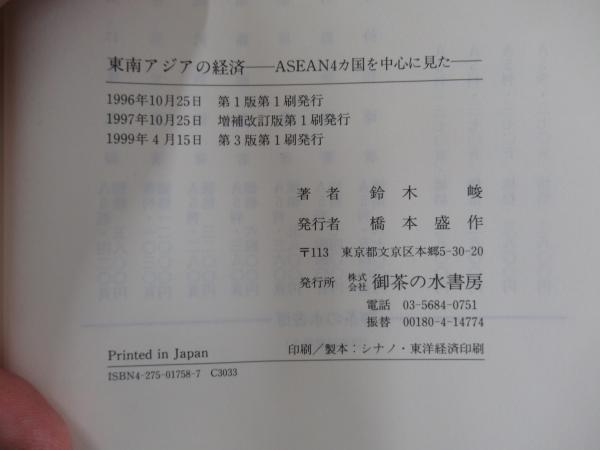 東南アジアの経済——ASEAN4カ国を中心に見た——
1996年10月25日　第1版第1刷発行
1997年10月25日　増補改訂版第1刷発行
1999年4月15日　第3版第1刷発行
著者　鈴木　峻
発行者　橋本盛作
〒113　東京都文京区本郷5-30-20
発行所　株式会社　御茶の水書房
電話　03-5684-0751
振替　00180-4-14774
Printed in Japan　印刷／製本：シナノ・東洋経済印刷
ISBN4-275-01758-7　C3033